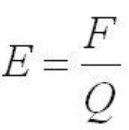 E = F/Q